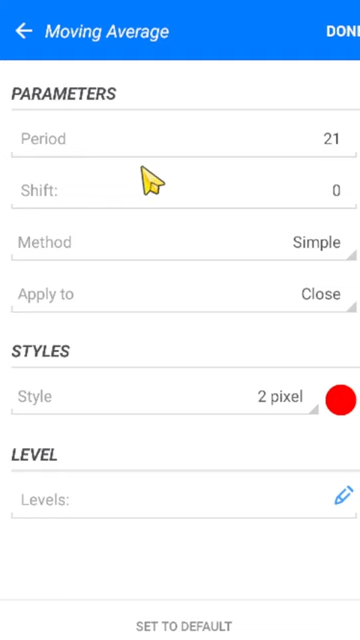 Moving Average DONE
PARAMETERS
Period 21
Shift: 0
Method Simple
Apply to Close
STYLES
Style 2 pixel
LEVEL
Levels:
SET TO DEFAULT